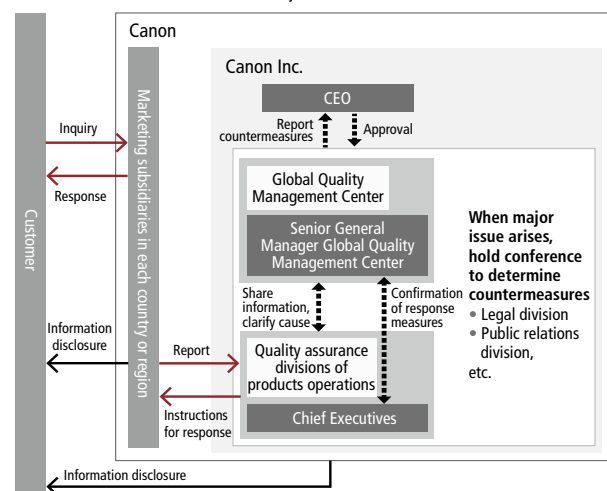 Canon
Canon Inc.
CEO
Report
countermeasures
Approval
Inquiry
Response
Customer
Marketing subsidiaries in each country or region
Global Quality
Management Center
Senior General
Manager Global Quality
Management Center
When major
issue arises,
hold conference
to determine
countermeasures
• Legal division
• Public relations
division,
etc.
Share
information,
clarify cause
Confirmation
of response
measures
Information
disclosure
Report
Quality assurance
divisions of
products operations
Instructions
for response
Chief Executives
Information disclosure